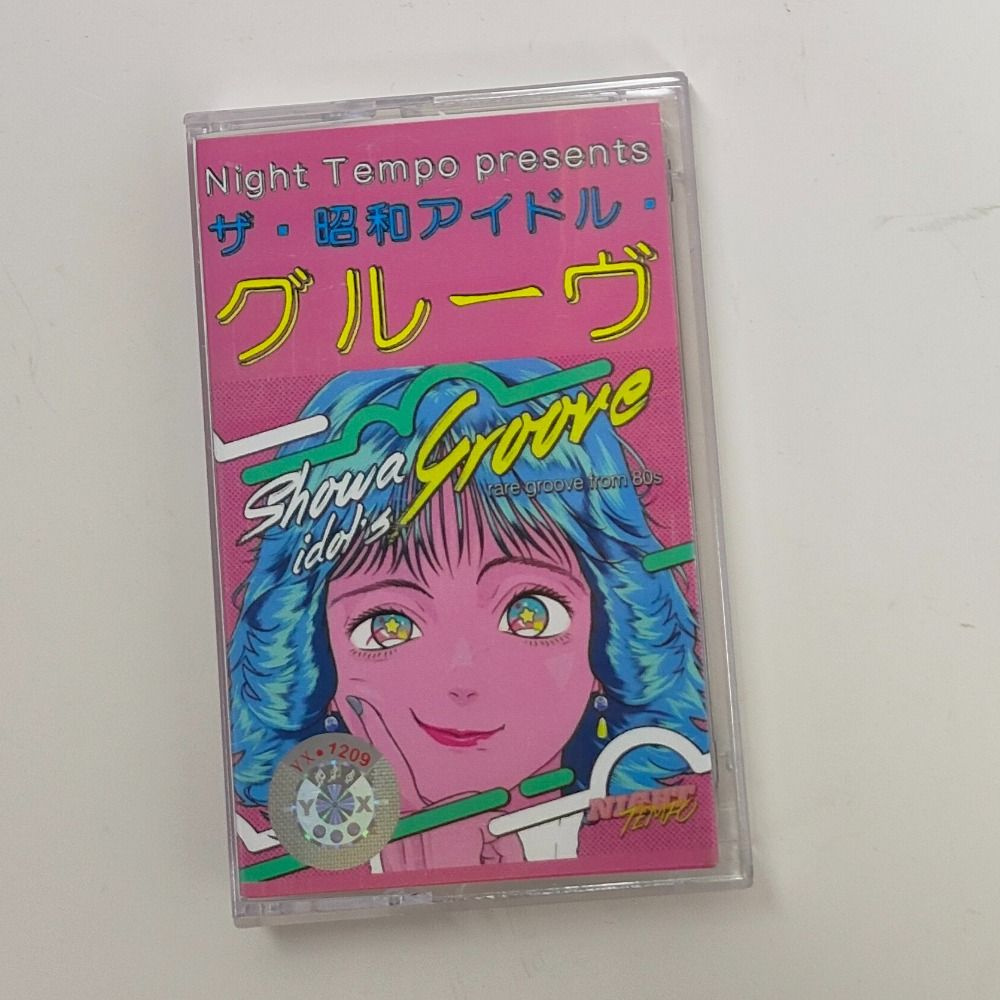 Night Tempo presents
ザ・昭和アイドル・
グルーヴ
Showa Groove
idol's
rare groove from 80s
YX●1209
Y X
NIGHT
TEMPO